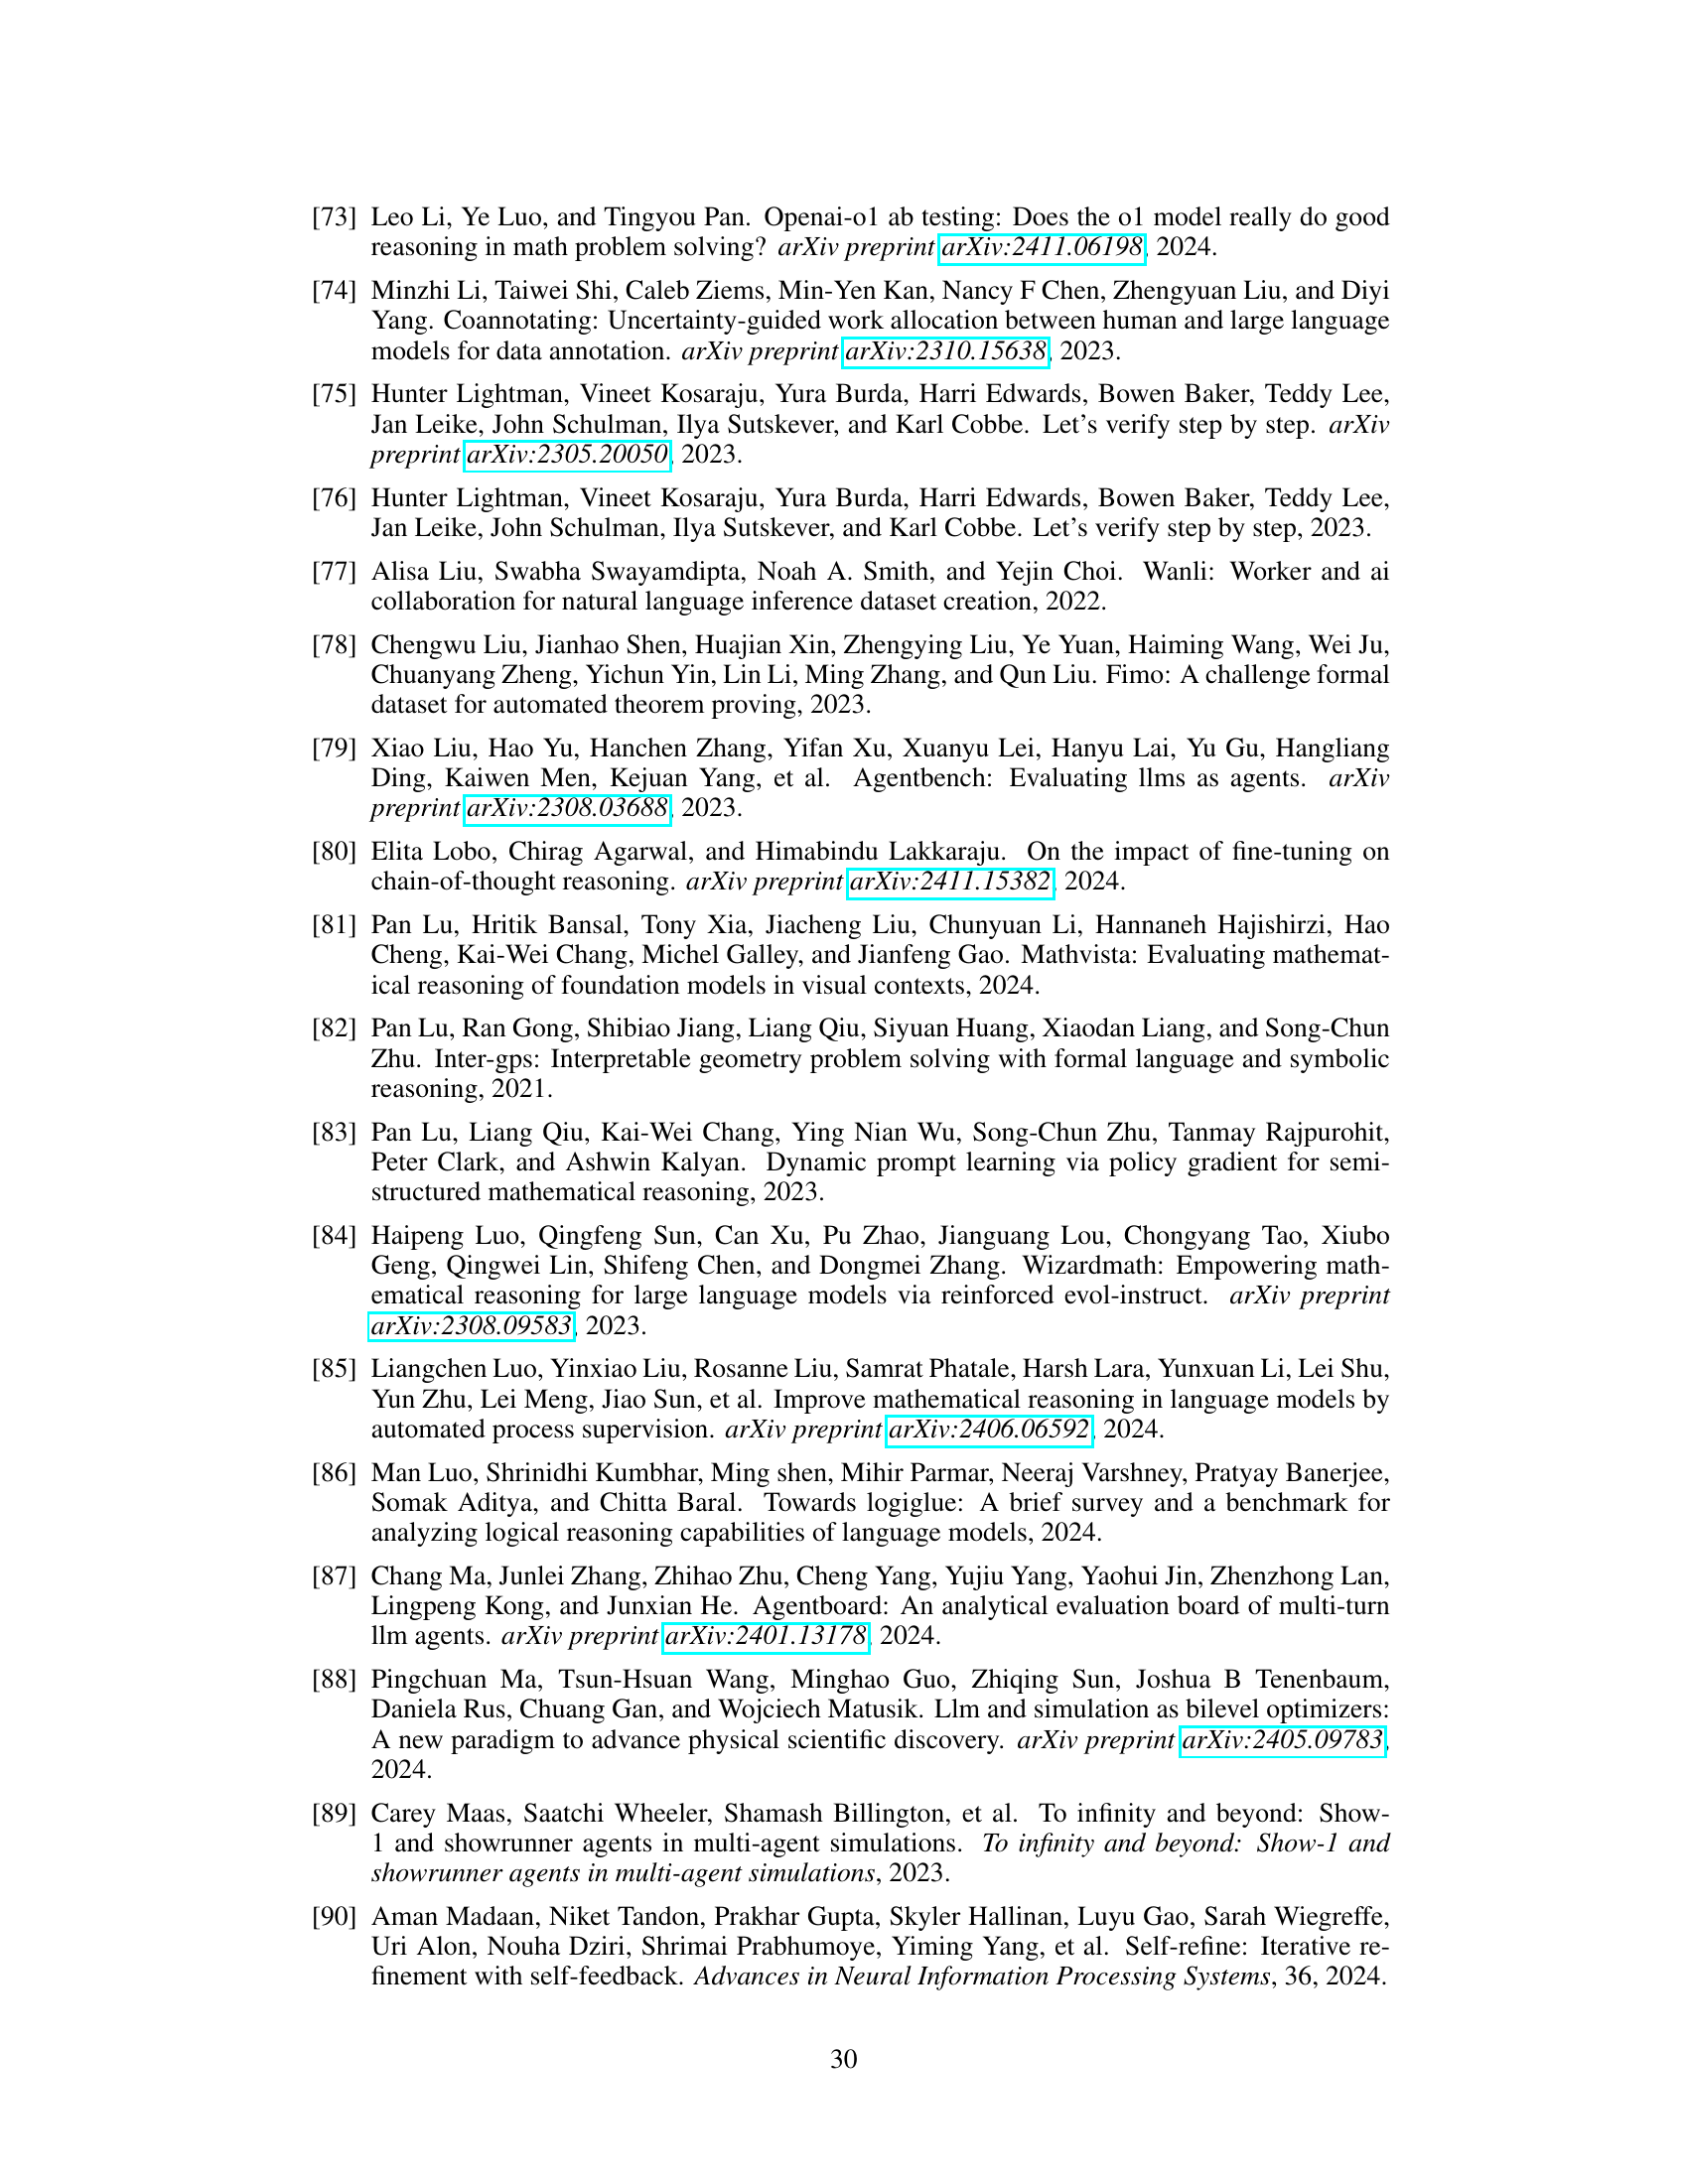 [73] Leo Li, Ye Luo, and Tingyou Pan. Openai-o1 ab testing: Does the o1 model really do good
reasoning in math problem solving? arXiv preprint arXiv:2411.06198, 2024.
[74] Minzhi Li, Taiwei Shi, Caleb Ziems, Min-Yen Kan, Nancy F Chen, Zhengyuan Liu, and Diyi
Yang. Coannotating: Uncertainty-guided work allocation between human and large language
models for data annotation. arXiv preprint arXiv:2310.15638, 2023.
[75] Hunter Lightman, Vineet Kosaraju, Yura Burda, Harri Edwards, Bowen Baker, Teddy Lee,
Jan Leike, John Schulman, Ilya Sutskever, and Karl Cobbe. Let's verify step by step. arXiv
preprint arXiv:2305.20050, 2023.
[76] Hunter Lightman, Vineet Kosaraju, Yura Burda, Harri Edwards, Bowen Baker, Teddy Lee,
Jan Leike, John Schulman, Ilya Sutskever, and Karl Cobbe. Let's verify step by step, 2023.
[77] Alisa Liu, Swabha Swayamdipta, Noah A. Smith, and Yejin Choi. Wanli: Worker and ai
collaboration for natural language inference dataset creation, 2022.
[78] Chengwu Liu, Jianhao Shen, Huajian Xin, Zhengying Liu, Ye Yuan, Haiming Wang, Wei Ju,
Chuanyang Zheng, Yichun Yin, Lin Li, Ming Zhang, and Qun Liu. Fimo: A challenge formal
dataset for automated theorem proving, 2023.
[79] Xiao Liu, Hao Yu, Hanchen Zhang, Yifan Xu, Xuanyu Lei, Hanyu Lai, Yu Gu, Hangliang
Ding, Kaiwen Men, Kejuan Yang, et al. Agentbench: Evaluating llms as agents. arXiv
preprint arXiv:2308.03688, 2023.
[80] Elita Lobo, Chirag Agarwal, and Himabindu Lakkaraju. On the impact of fine-tuning on
chain-of-thought reasoning. arXiv preprint arXiv:2411.15382, 2024.
[81] Pan Lu, Hritik Bansal, Tony Xia, Jiacheng Liu, Chunyuan Li, Hannaneh Hajishirzi, Hao
Cheng, Kai-Wei Chang, Michel Galley, and Jianfeng Gao. Mathvista: Evaluating mathemat-
ical reasoning of foundation models in visual contexts, 2024.
[82] Pan Lu, Ran Gong, Shibiao Jiang, Liang Qiu, Siyuan Huang, Xiaodan Liang, and Song-Chun
Zhu. Inter-gps: Interpretable geometry problem solving with formal language and symbolic
reasoning, 2021.
[83] Pan Lu, Liang Qiu, Kai-Wei Chang, Ying Nian Wu, Song-Chun Zhu, Tanmay Rajpurohit,
Peter Clark, and Ashwin Kalyan. Dynamic prompt learning via policy gradient for semi-
structured mathematical reasoning, 2023.
[84] Haipeng Luo, Qingfeng Sun, Can Xu, Pu Zhao, Jianguang Lou, Chongyang Tao, Xiubo
Geng, Qingwei Lin, Shifeng Chen, and Dongmei Zhang. Wizardmath: Empowering math-
ematical reasoning for large language models via reinforced evol-instruct. arXiv preprint
arXiv:2308.09583, 2023.
[85] Liangchen Luo, Yinxiao Liu, Rosanne Liu, Samrat Phatale, Harsh Lara, Yunxuan Li, Lei Shu,
Yun Zhu, Lei Meng, Jiao Sun, et al. Improve mathematical reasoning in language models by
automated process supervision. arXiv preprint arXiv:2406.06592, 2024.
[86] Man Luo, Shrinidhi Kumbhar, Ming shen, Mihir Parmar, Neeraj Varshney, Pratyay Banerjee,
Somak Aditya, and Chitta Baral. Towards logiglue: A brief survey and a benchmark for
analyzing logical reasoning capabilities of language models, 2024.
[87] Chang Ma, Junlei Zhang, Zhihao Zhu, Cheng Yang, Yujiu Yang, Yaohui Jin, Zhenzhong Lan,
Lingpeng Kong, and Junxian He. Agentboard: An analytical evaluation board of multi-turn
llm agents. arXiv preprint arXiv:2401.13178, 2024.
[88] Pingchuan Ma, Tsun-Hsuan Wang, Minghao Guo, Zhiqing Sun, Joshua B Tenenbaum,
Daniela Rus, Chuang Gan, and Wojciech Matusik. Llm and simulation as bilevel optimizers:
A new paradigm to advance physical scientific discovery. arXiv preprint arXiv:2405.09783,
2024.
[89] Carey Maas, Saatchi Wheeler, Shamash Billington, et al. To infinity and beyond: Show-
1 and showrunner agents in multi-agent simulations. To infinity and beyond: Show-1 and
showrunner agents in multi-agent simulations, 2023.
[90] Aman Madaan, Niket Tandon, Prakhar Gupta, Skyler Hallinan, Luyu Gao, Sarah Wiegreffe,
Uri Alon, Nouha Dziri, Shrimai Prabhumoye, Yiming Yang, et al. Self-refine: Iterative re-
finement with self-feedback. Advances in Neural Information Processing Systems, 36, 2024.
30